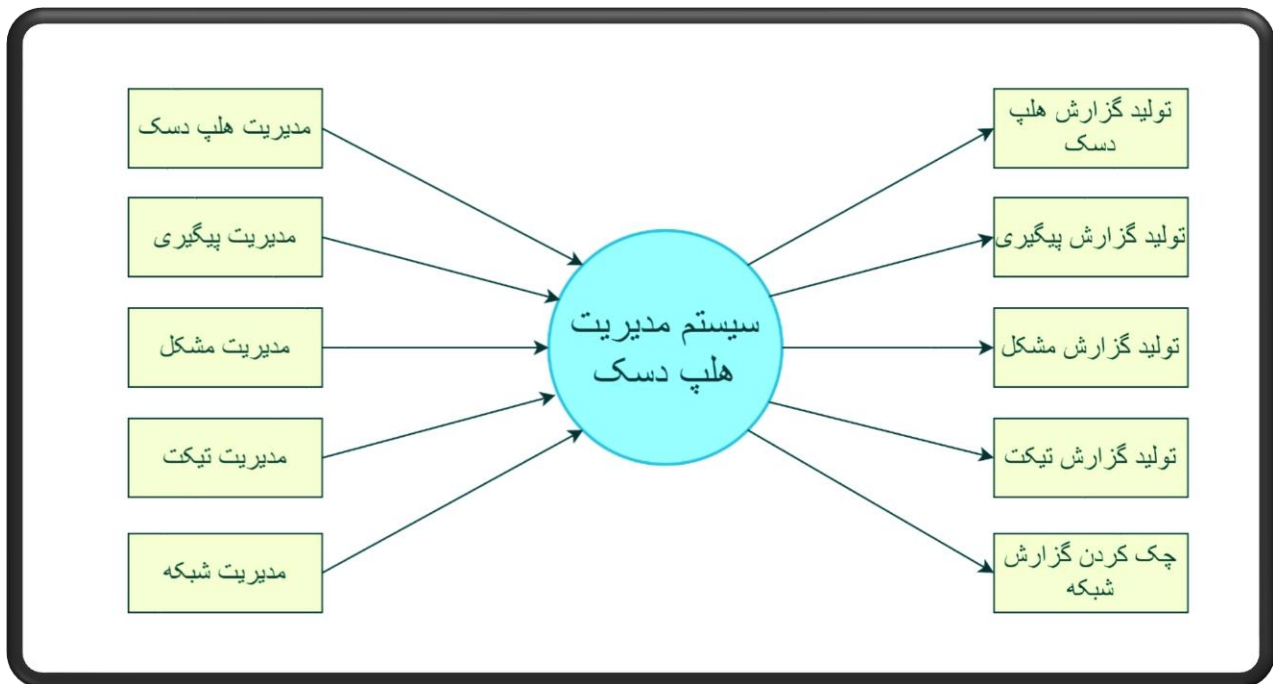 مدیریت هلپ دسک
مدیریت پیگیری
مدیریت مشکل
مدیریت تیکت
مدیریت شبکه
سیستم مدیریت
هلپ دسک
تولید گزارش هلپ
دسک
تولید گزارش پیگیری
تولید گزارش مشکل
تولید گزارش تیکت
چک کردن گزارش
شبکه